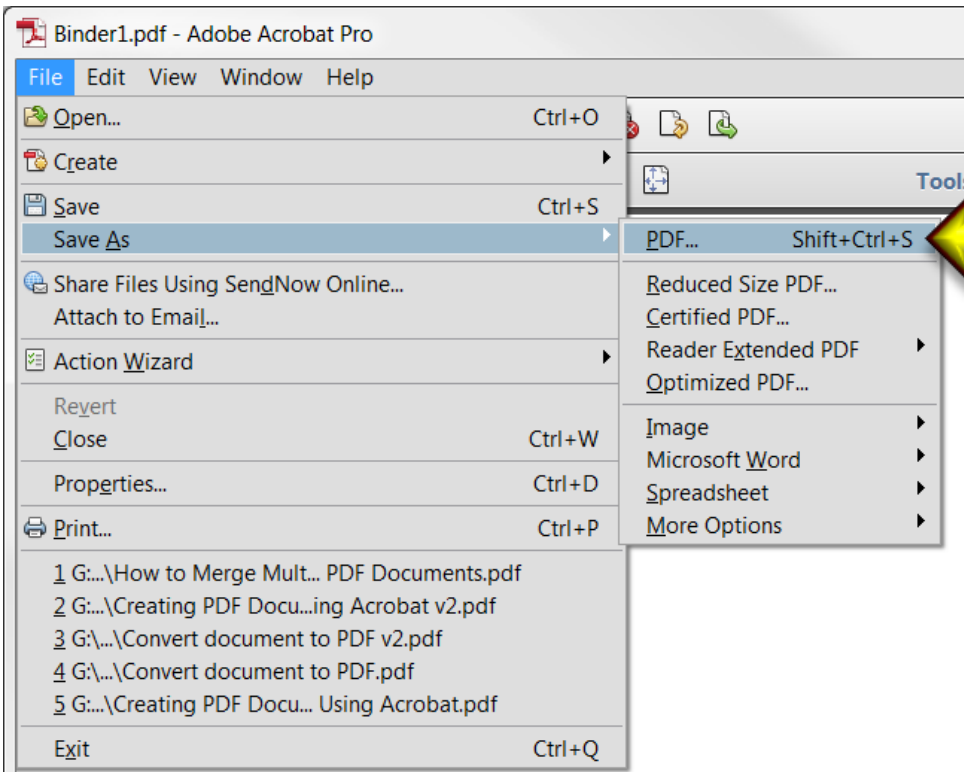 Binder1.pdf - Adobe Acrobat Pro
File Edit View Window Help
Open... Ctrl+O
Create
Tools
Save Ctrl+S
Save As
PDF... Shift+Ctrl+S
Share Files Using SendNow Online...
Attach to Email...
Action Wizard
Revert
Close Ctrl+W
Properties... Ctrl+D
Print... Ctrl+P
1 G:...\How to Merge Mult... PDF Documents.pdf
2 G:...\Creating PDF Docu...ing Acrobat v2.pdf
3 G:\...\Convert document to PDF v2.pdf
4 G:\...\Convert document to PDF.pdf
5 G:...\Creating PDF Docu... Using Acrobat.pdf
Exit Ctrl+Q
Reduced Size PDF...
Certified PDF...
Reader Extended PDF
Optimized PDF...
Image
Microsoft Word
Spreadsheet
More Options